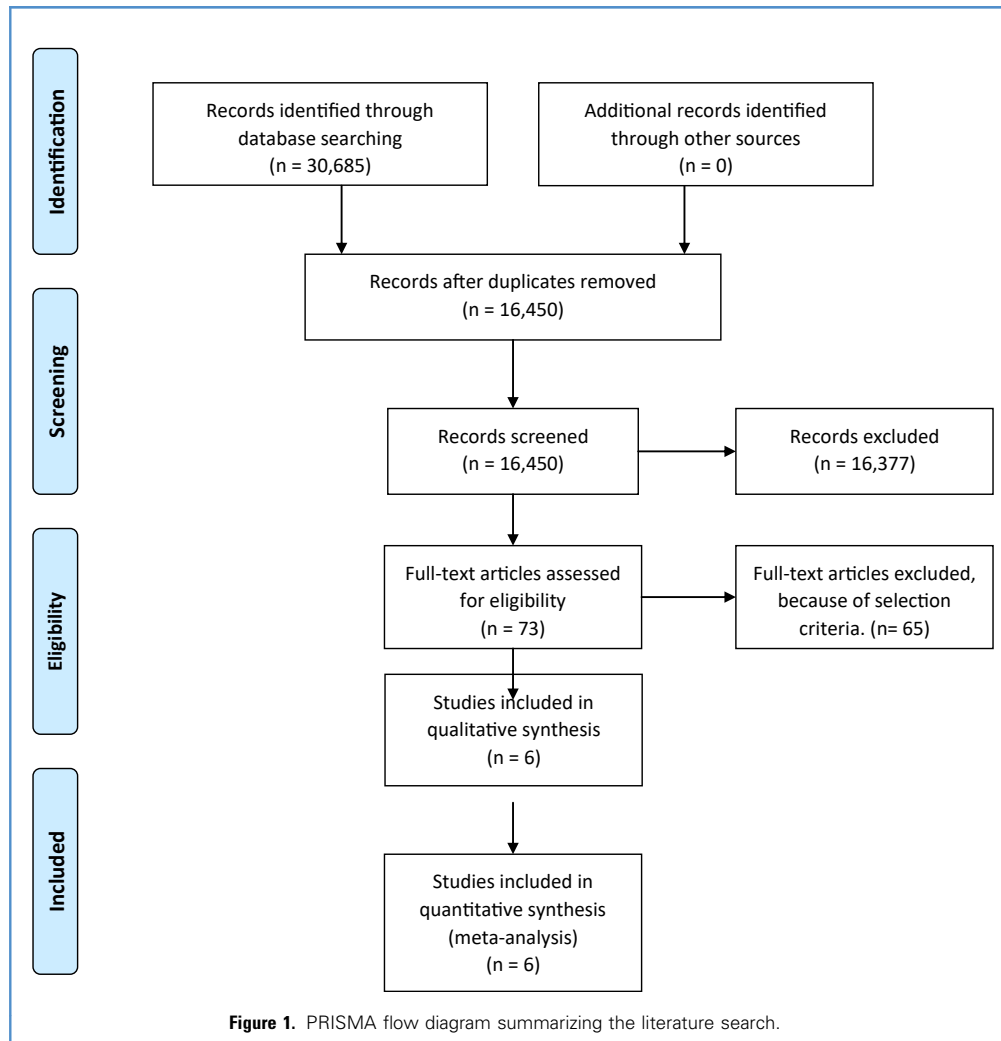 Identification
Records identified through
database searching
(n = 30,685)
Additional records identified
through other sources
(n = 0)
Records after duplicates removed
(n = 16,450)
Screening
Records screened
(n = 16,450)
Records excluded
(n = 16,377)
Eligibility
Full-text articles assessed
for eligibility
(n = 73)
Full-text articles excluded,
because of selection
criteria. (n= 65)
Studies included in
qualitative synthesis
(n = 6)
Included
Studies included in
quantitative synthesis
(meta-analysis)
(n = 6)
Figure 1. PRISMA flow diagram summarizing the literature search.